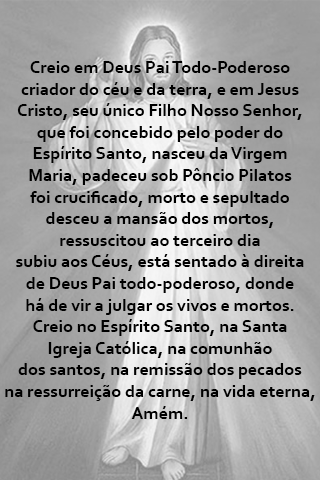 Creio em Deus Pai Todo-Poderoso
criador do céu e da terra, e em Jesus
Cristo, seu único Filho Nosso Senhor,
que foi concebido pelo poder do
Espírito Santo, nasceu da Virgem
Maria, padeceu sob Pôncio Pilatos
foi crucificado, morto e sepultado
desceu a mansão dos mortos,
ressuscitou ao terceiro dia
subiu aos Céus, está sentado à direita
de Deus Pai todo-poderoso, donde
há de vir a julgar os vivos e mortos.
Creio no Espírito Santo, na Santa
Igreja Católica, na comunhão
dos santos, na remissão dos pecados
na ressurreição da carne, na vida eterna,
Amém.